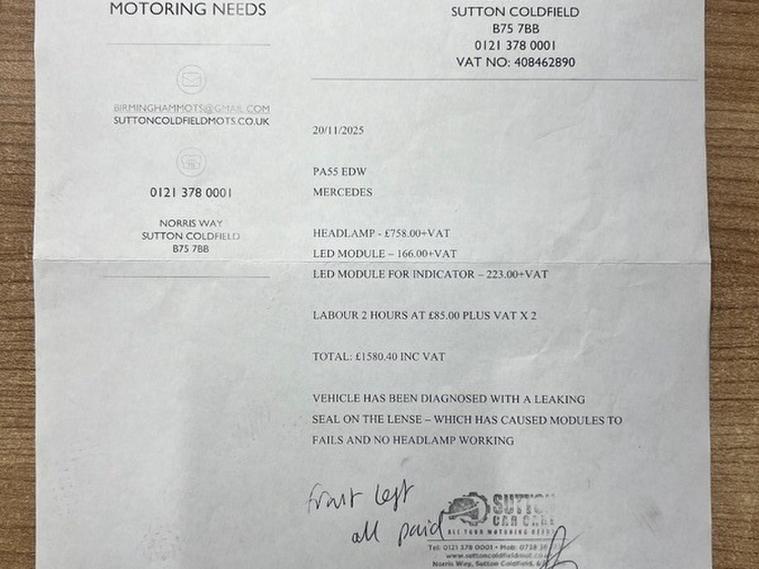 MOTORING NEEDS
BIRMINGHAMMOTS@GMAIL.COM
SUTTONCOLDFIELDMOTS.CO.UK
0121 378 0001
NORRIS WAY
SUTTON COLDFIELD
B75 7BB
SUTTON COLDFIELD
B75 7BB
0121 378 0001
VAT NO: 408462890
20/11/2025
PA55 EDW
MERCEDES
HEADLAMP - £758.00+VAT
LED MODULE – 166.00+VAT
LED MODULE FOR INDICATOR – 223.00+VAT
LABOUR 2 HOURS AT £85.00 PLUS VAT X 2
TOTAL: £1580.40 INC VAT
VEHICLE HAS BEEN DIAGNOSED WITH A LEAKING
SEAL ON THE LENSE – WHICH HAS CAUSED MODULES TO
FAILS AND NO HEADLAMP WORKING
front left
all paid
SUTTON
CAR CARE
ALL YOUR MOTORING NEEDS
Tel: 0121 378 0001 • Mob: 0738
www.suttoncoldfieldmot.co
Norris Way, Sutton Coldfield,